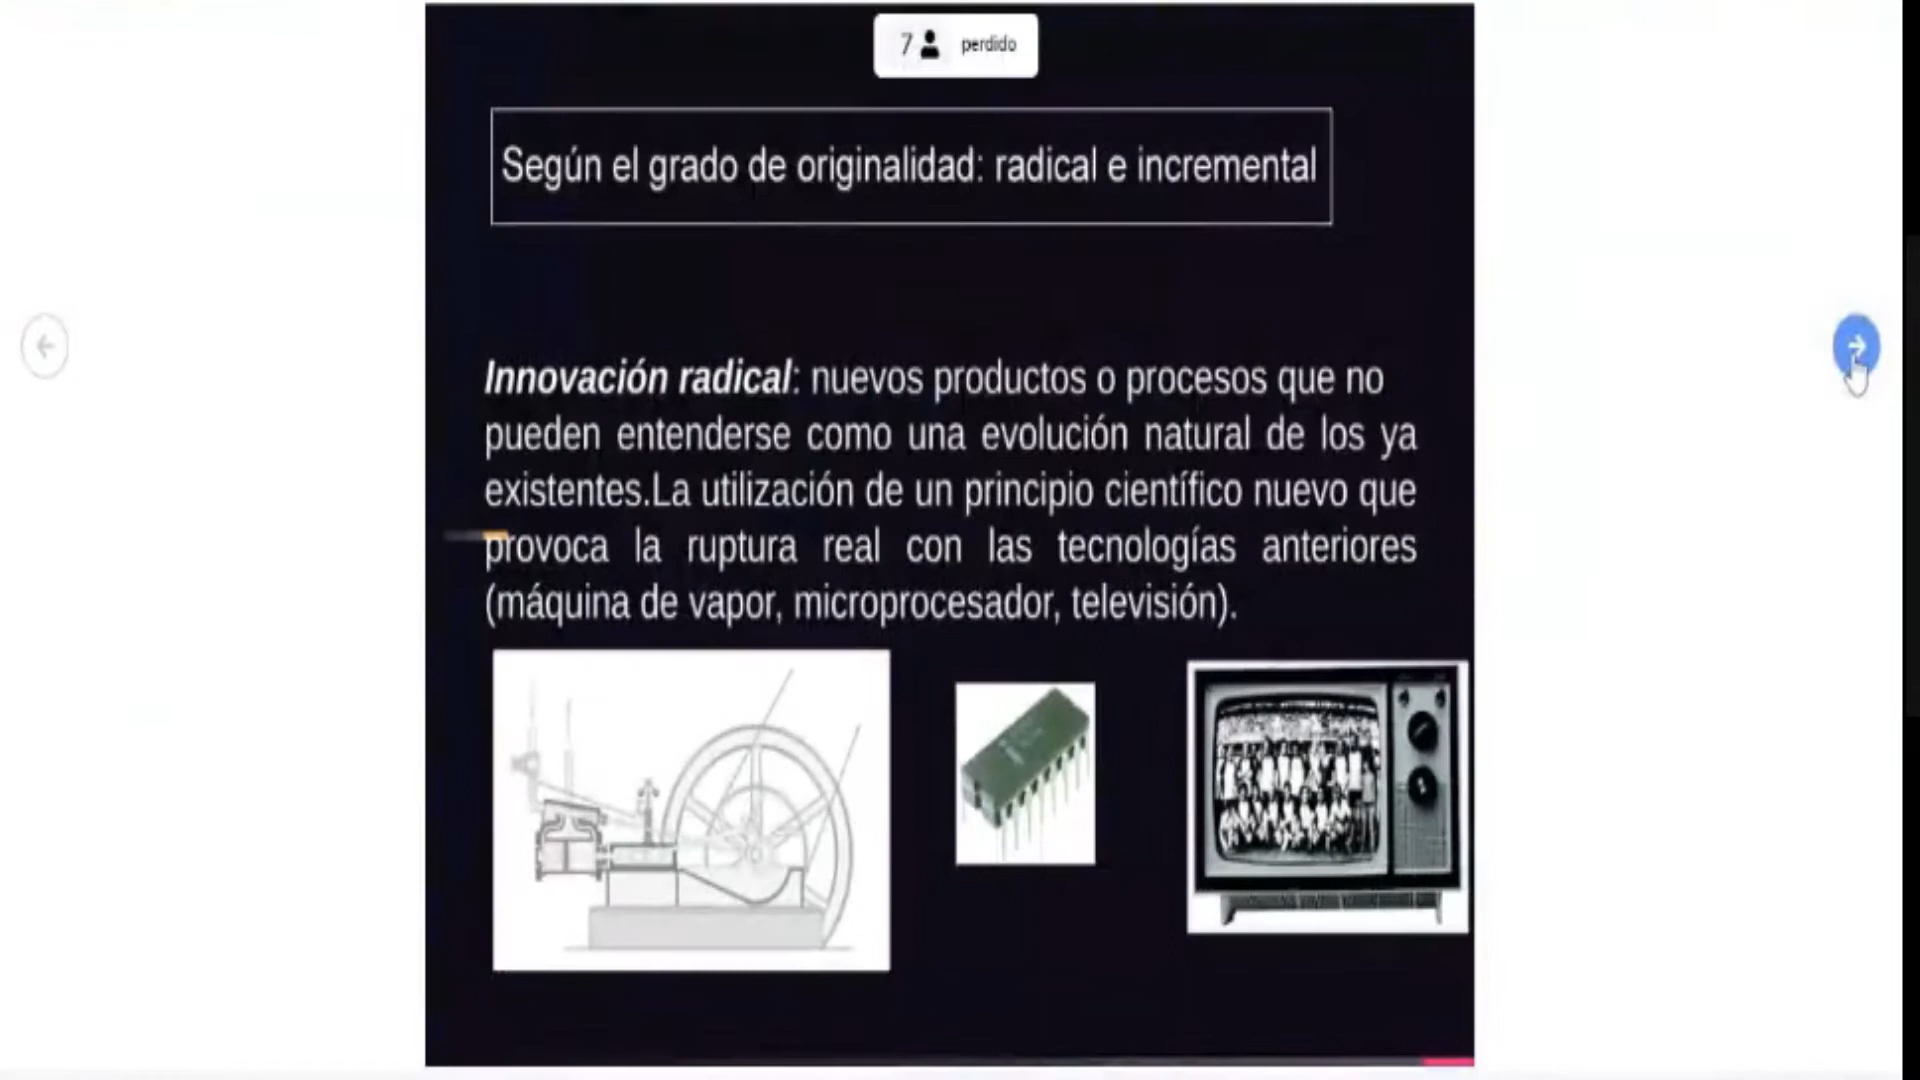 7 perdido
Según el grado de originalidad: radical e incremental
Innovación radical: nuevos productos o procesos que no
pueden entenderse como una evolución natural de los ya
existentes.La utilización de un principio científico nuevo que
provoca la ruptura real con las tecnologías anteriores
(máquina de vapor, microprocesador, televisión).